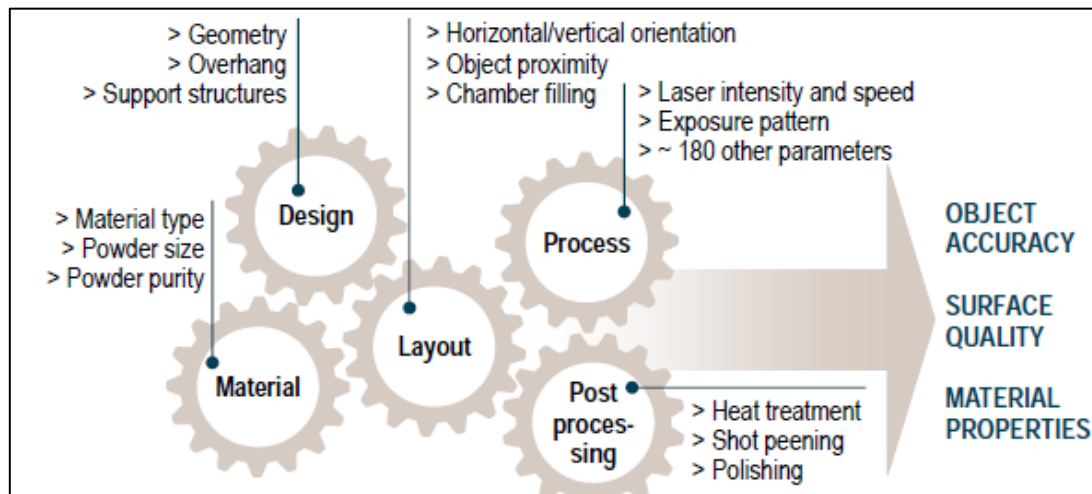 > Geometry
> Overhang
> Support structures
> Horizontal/vertical orientation
> Object proximity
> Chamber filling
> Laser intensity and speed
> Exposure pattern
> ~ 180 other parameters
> Material type
> Powder size
> Powder purity
Design
Process
Layout
Material
Post
proces-
sing
> Heat treatment
> Shot peening
> Polishing
OBJECT
ACCURACY
SURFACE
QUALITY
MATERIAL
PROPERTIES